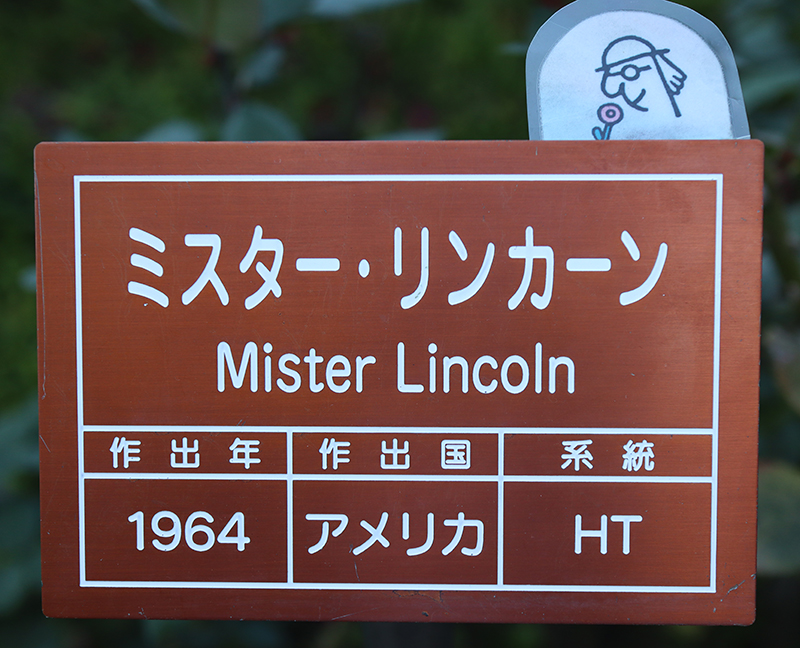 ミスター・リンカーン
Mister Lincoln
作出年 作出国 系統
1964 アメリカ HT